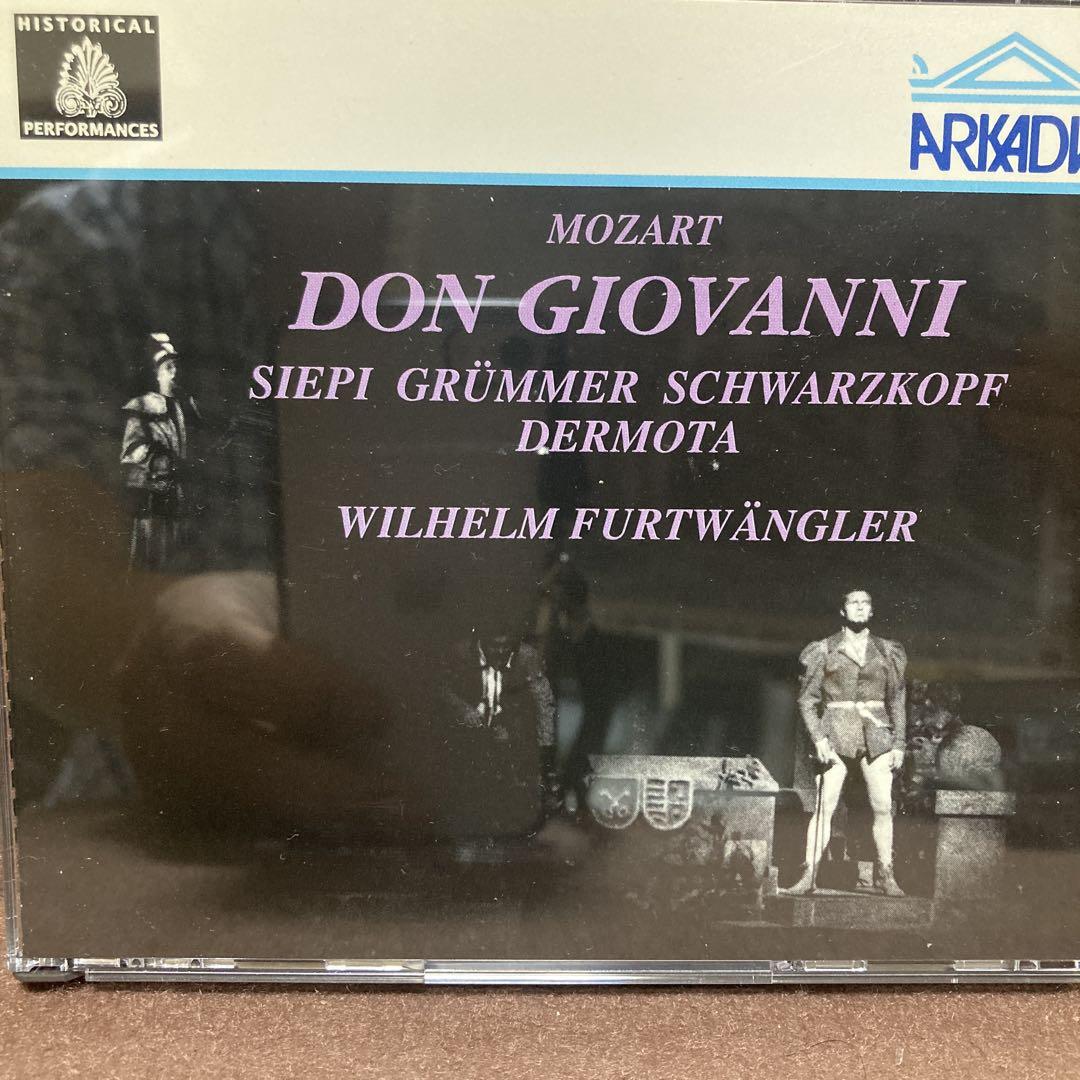 HISTORICAL
PERFORMANCES
ARKADI
MOZART
DON GIOVANNI
SIEPI GRÜMMER SCHWARZKOPF
DERMOTA
WILHELM FURTWÄNGLER